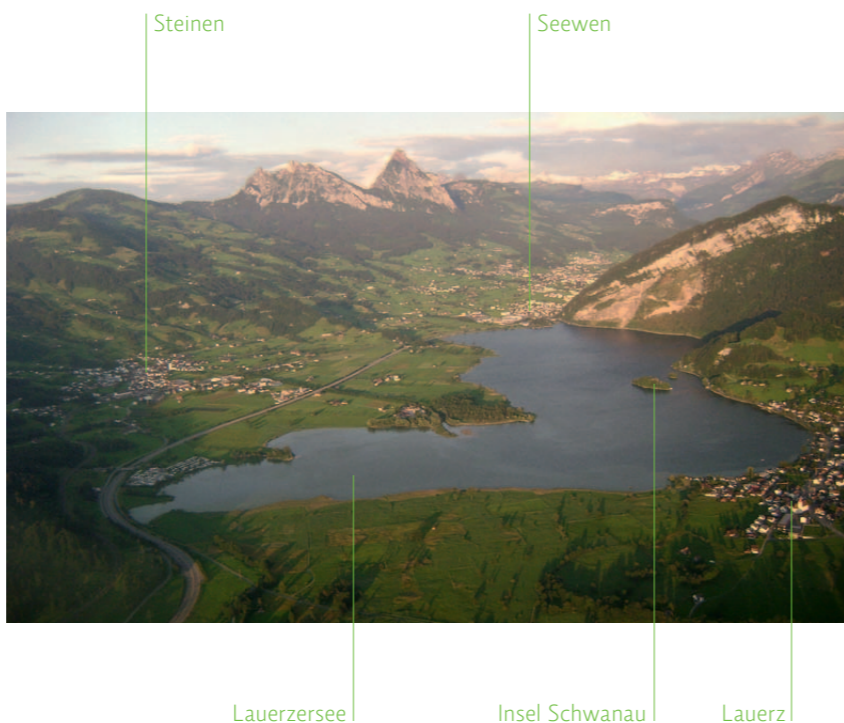 Steinen
Seewen
Lauerzersee
Insel Schwanau
Lauerz